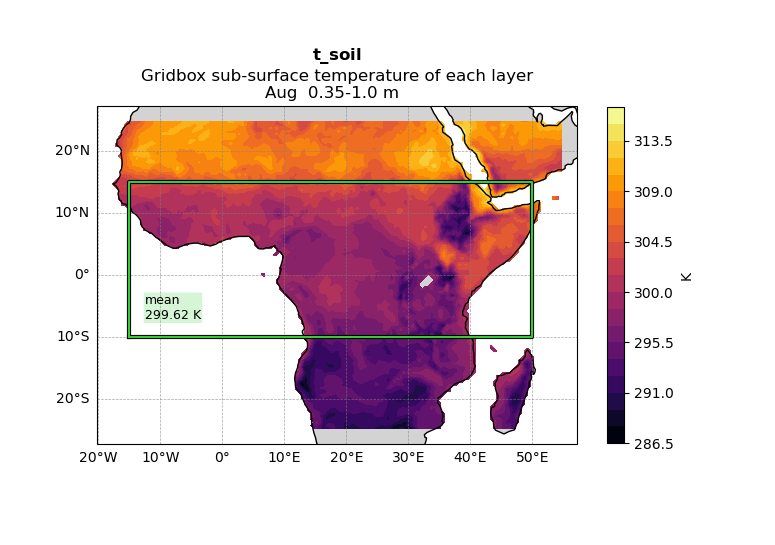 t_soil
Gridbox sub-surface temperature of each layer
Aug  0.35-1.0 m
20°N
10°N
0°
10°S
20°S
mean
299.62 K
20°W 10°W 0° 10°E 20°E 30°E 40°E 50°E
313.5
309.0
304.5
300.0
295.5
291.0
286.5
K